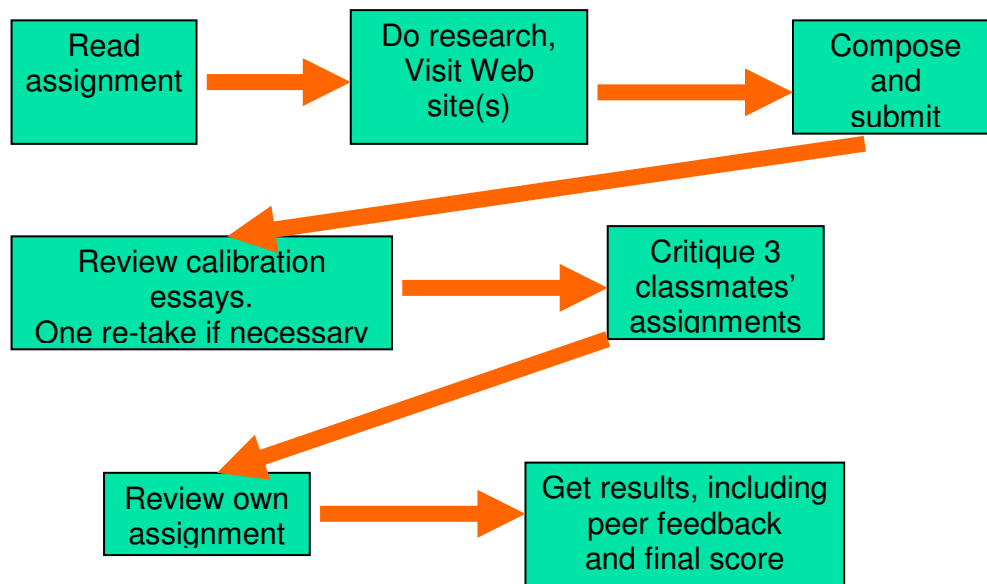 Read
assignment
Do research,
Visit Web
site(s)
Compose
and
submit
Review calibration
essays.
One re-take if necessary
Critique 3
classmates’
assignments
Review own
assignment
Get results, including
peer feedback
and final score